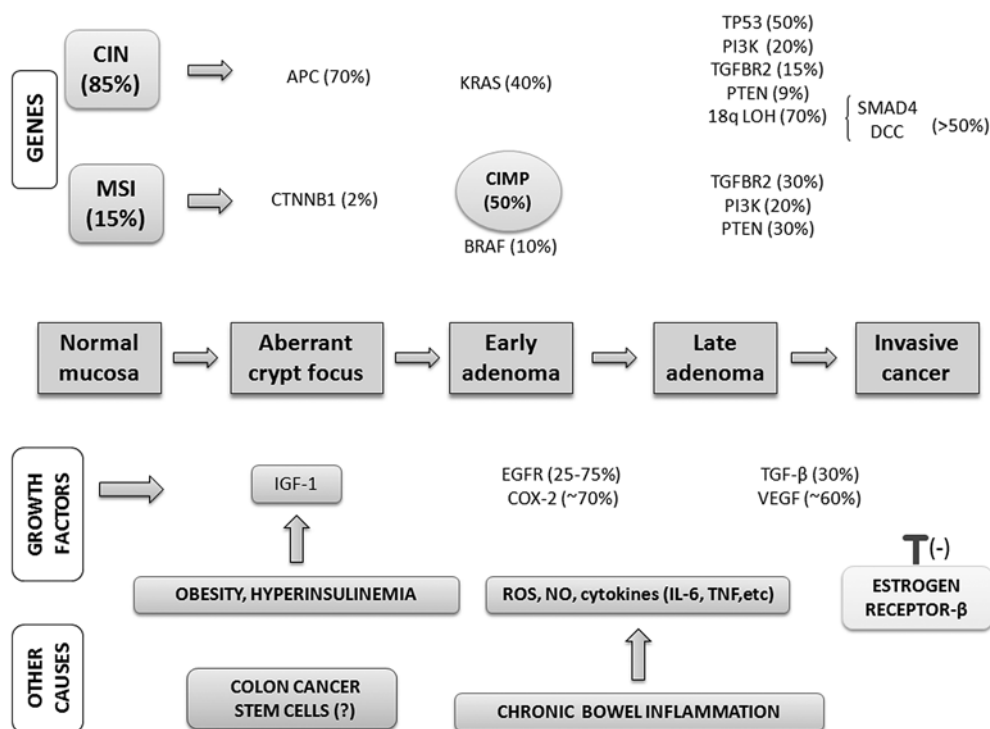 GENES
CIN
(85%)
APC (70%)
KRAS (40%)
TP53 (50%)
PI3K (20%)
TGFBR2 (15%)
PTEN (9%)
18q LOH (70%)
SMAD4
DCC
(>50%)
MSI
(15%)
CTNNB1 (2%)
CIMP
(50%)
BRAF (10%)
TGFBR2 (30%)
PI3K (20%)
PTEN (30%)
Normal
mucosa
Aberrant
crypt focus
Early
adenoma
Late
adenoma
Invasive
cancer
GROWTH
FACTORS
IGF-1
EGFR (25-75%)
COX-2 (~70%)
TGF-β (30%)
VEGF (~60%)
(-)
OBESITY, HYPERINSULINEMIA
ROS, NO, cytokines (IL-6, TNF,etc)
ESTROGEN
RECEPTOR-β
OTHER
CAUSES
COLON CANCER
STEM CELLS (?)
CHRONIC BOWEL INFLAMMATION